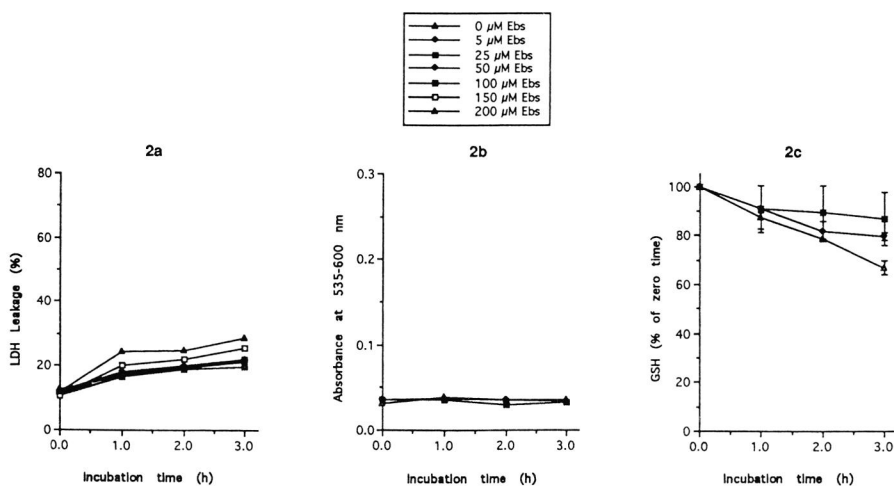 0 µM Ebs
5 µM Ebs
25 µM Ebs
50 µM Ebs
100 µM Ebs
150 µM Ebs
200 µM Ebs
2a
80
60
40
20
0
LDH Leakage (%)
0.0 1.0 2.0 3.0
Incubation time (h)
2b
0.3
0.2
0.1
0.0
Absorbance at 535-600 nm
0.0 1.0 2.0 3.0
Incubation time (h)
2c
100
80
60
40
20
0
GSH (% of zero time)
0.0 1.0 2.0 3.0
Incubation time (h)